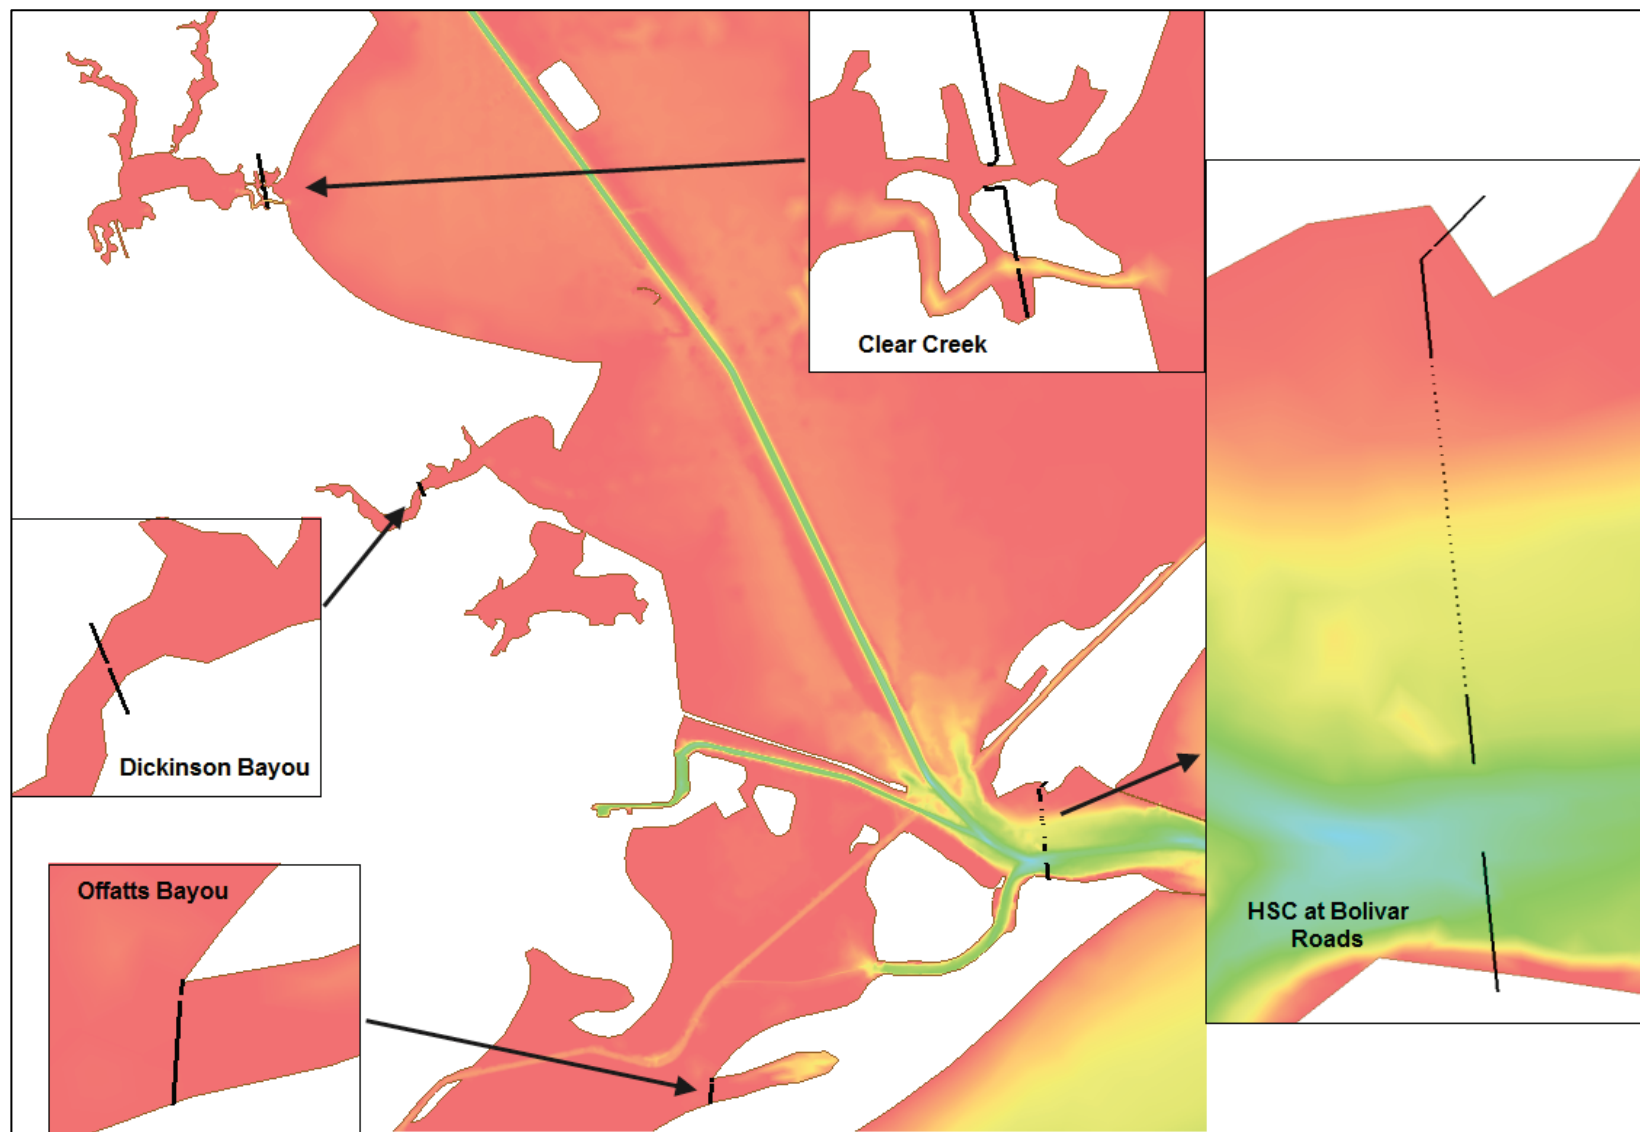 Clear Creek
Dickinson Bayou
Offatts Bayou
HSC at Bolivar
Roads